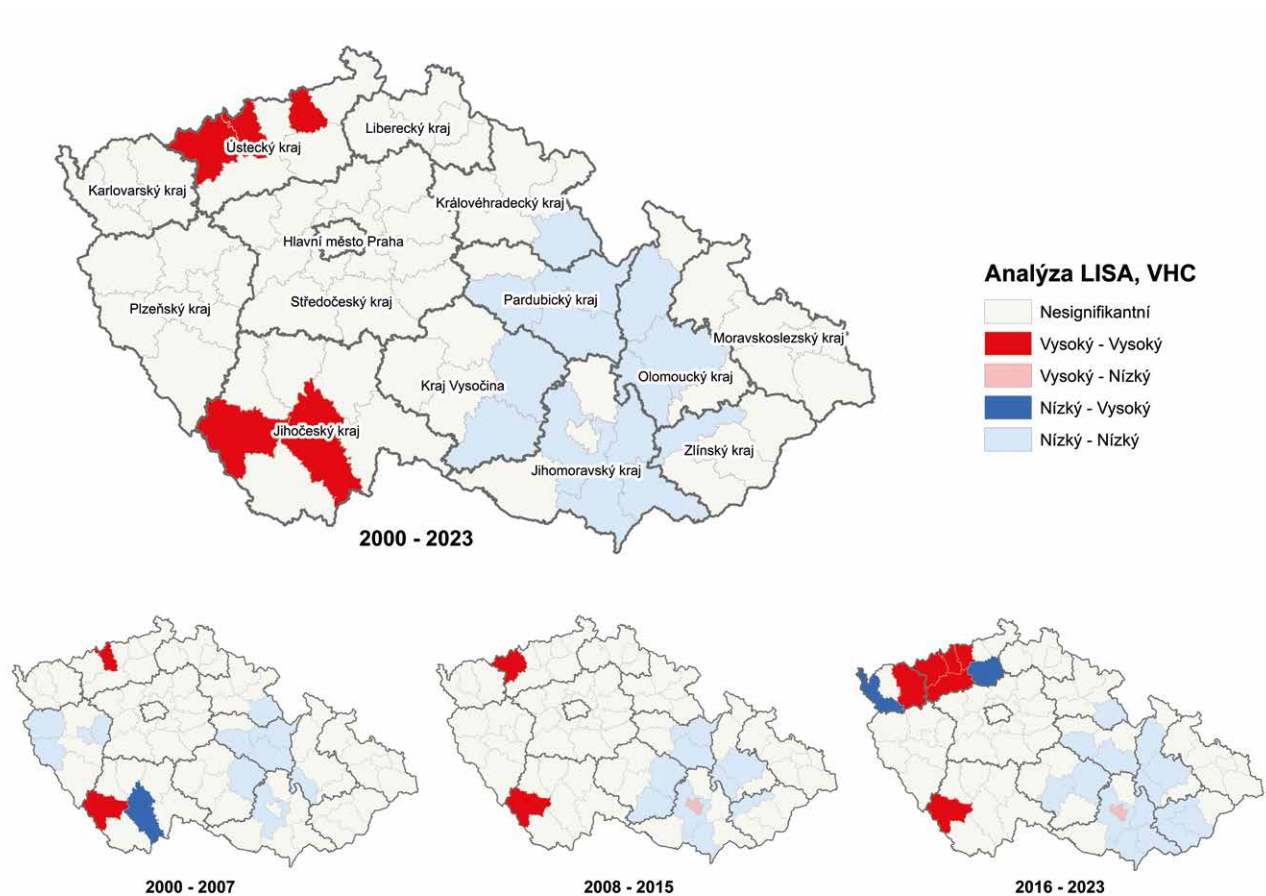 Liberecký kraj
Ústecký kraj
Karlovarský kraj
Královéhradecký kraj
Hlavní město Praha
Analýza LISA, VHC
Plzeňský kraj
Středočeský kraj
Pardubický kraj
Nesignifikantní
Moravskoslezský kraj
Vysoký - Vysoký
Vysoký - Nízký
Kraj Vysočina
Olomoucký kraj
Nízký - Vysoký
Jihočeský kraj
Nízký - Nízký
Zlínský kraj
Jihomoravský kraj
2000 - 2023
2000 - 2007
2008 - 2015
2016 - 2023